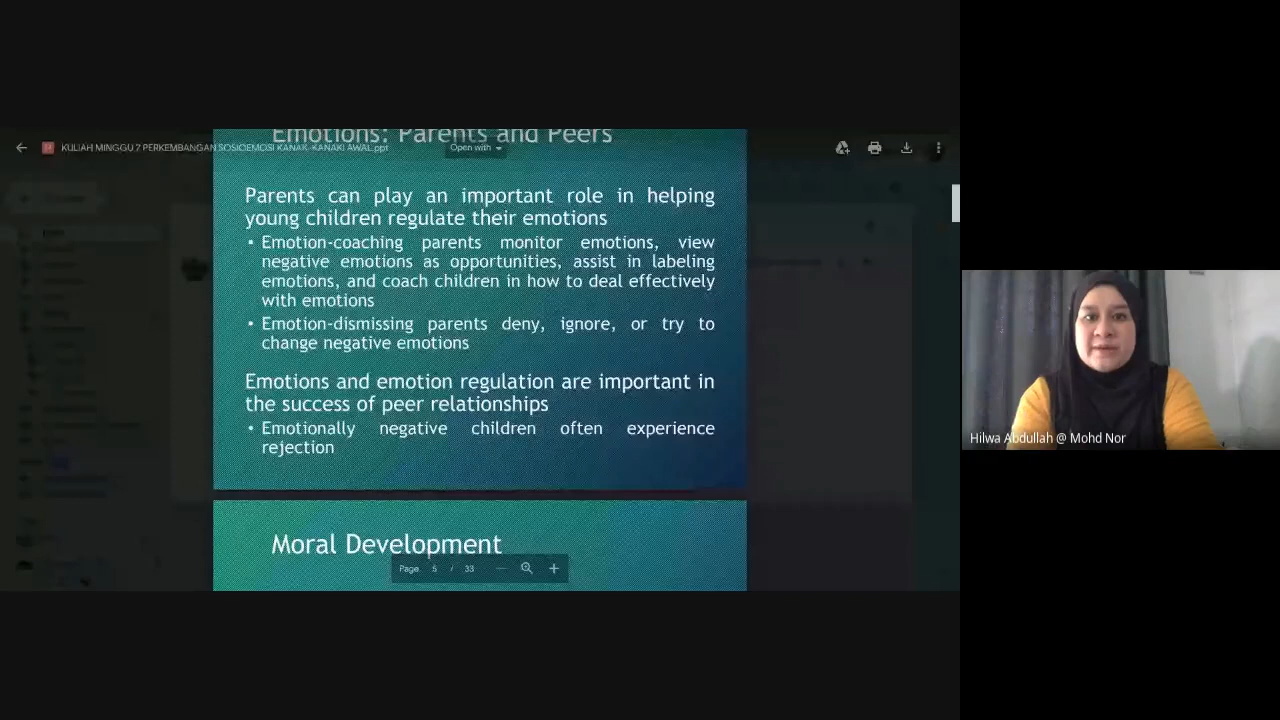 Emotions: Parents and Peers
KULIAH MINGGU 7 PERKEMBANGAN SOSIOEMOSI KANAK-KANAKI AWAL.ppt
Open with
Parents can play an important role in helping
young children regulate their emotions
• Emotion-coaching parents monitor emotions, view
negative emotions as opportunities, assist in labeling
emotions, and coach children in how to deal effectively
with emotions
• Emotion-dismissing parents deny, ignore, or try to
change negative emotions
Emotions and emotion regulation are important in
the success of peer relationships
• Emotionally negative children often experience
rejection
Moral Development
Page 5 / 33
Hilwa Abdullah @ Mohd Nor